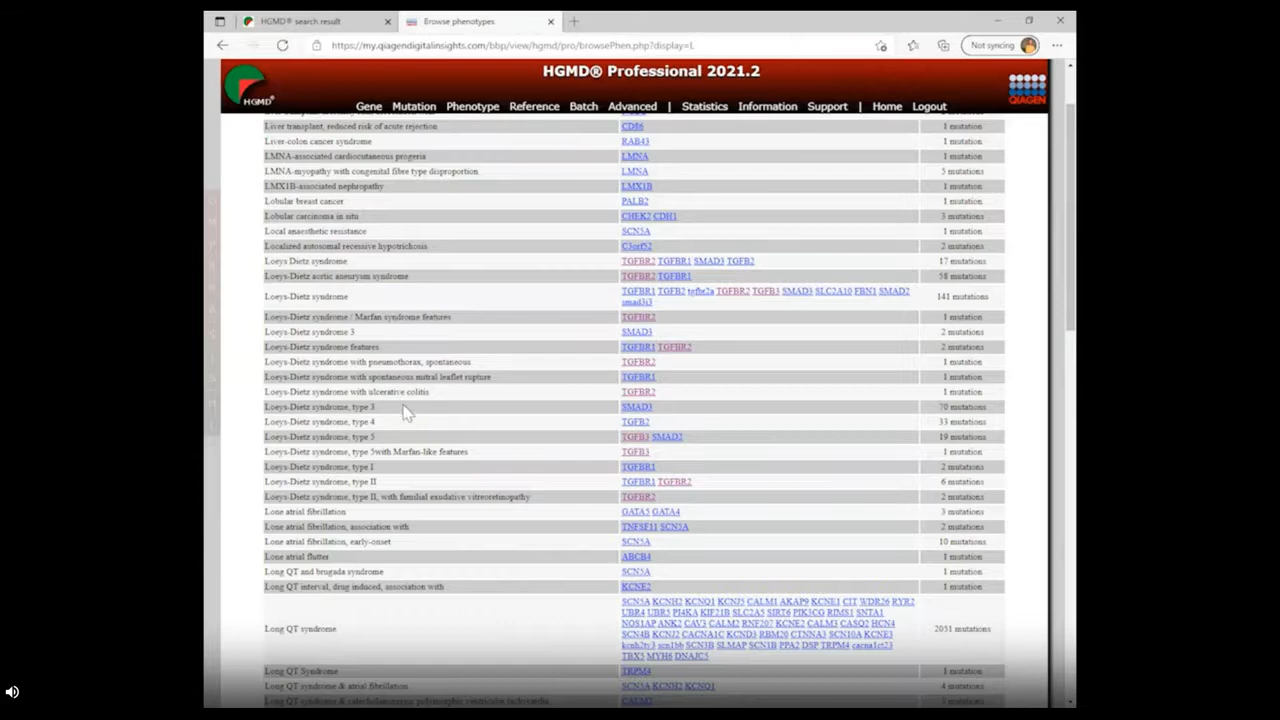 HGMD® search result
Browse phenotypes
https://my.qiagendigitalinsights.com/bbp/view/hgmd/pro/browsePhen.php?display=L
Not syncing
HGMD® Professional 2021.2
HGMD®
QIAGEN
Gene Mutation Phenotype Reference Batch Advanced | Statistics Information Support | Home Logout
Liver transplant, reduced risk of acute rejection CD86 1 mutation
Liver-colon cancer syndrome RAB43 1 mutation
LMNA-associated cardiocutaneous progeria LMNA 1 mutation
LMNA-myopathy with congenital fibre type disproportion LMNA 5 mutations
LMX1B-associated nephropathy LMX1B 1 mutation
Lobular breast cancer PALB2 1 mutation
Lobular carcinoma in situ CHEK2 CDH1 3 mutations
Local anaesthetic resistance SCN5A 1 mutation
Localized autosomal recessive hypotrichosis C3orf52 2 mutations
Loeys Dietz syndrome TGFBR2 TGFBR1 SMAD3 TGFB2 17 mutations
Loeys-Dietz aortic aneurysm syndrome TGFBR2 TGFBR1 58 mutations
Loeys-Dietz syndrome TGFBR1 TGFB2 tgfbr2a TGFBR2 TGFB3 SMAD3 SLC2A10 FBN1 SMAD2 smad3i3 141 mutations
Loeys-Dietz syndrome / Marfan syndrome features TGFBR2 1 mutation
Loeys-Dietz syndrome 3 SMAD3 2 mutations
Loeys-Dietz syndrome features TGFBR1 TGFBR2 2 mutations
Loeys-Dietz syndrome with pneumothorax, spontaneous TGFBR2 1 mutation
Loeys-Dietz syndrome with spontaneous mitral leaflet rupture TGFBR1 1 mutation
Loeys-Dietz syndrome with ulcerative colitis TGFBR2 1 mutation
Loeys-Dietz syndrome, type 3 SMAD3 70 mutations
Loeys-Dietz syndrome, type 4 TGFB2 33 mutations
Loeys-Dietz syndrome, type 5 TGFB3 SMAD2 19 mutations
Loeys-Dietz syndrome, type 5with Marfan-like features TGFB3 1 mutation
Loeys-Dietz syndrome, type I TGFBR1 2 mutations
Loeys-Dietz syndrome, type II TGFBR1 TGFBR2 6 mutations
Loeys-Dietz syndrome, type II, with familial exudative vitreoretinopathy TGFBR2 2 mutations
Lone atrial fibrillation GATA5 GATA4 3 mutations
Lone atrial fibrillation, association with TNFSF11 SCN5A 2 mutations
Lone atrial fibrillation, early-onset SCN5A 10 mutations
Lone atrial flutter ABCB4 1 mutation
Long QT and brugada syndrome SCN5A 1 mutation
Long QT interval, drug induced, association with KCNE2 1 mutation
SCN5A KCNH2 KCNQ1 KCNJ5 CALM1 AKAP9 KCNE1 CIT WDR26 RYR2
UBR4 UBR5 PI4KA KIF21B SLC2A5 SIRT6 PIK3CG RIMS1 SNTA1
NOS1AP ANK2 CAV3 CALM2 RNF207 KCNE2 CALM3 CASQ2 HCN4
Long QT syndrome SCN4B KCNJ2 CACNA1C KCND3 RBM20 CTNNA3 SCN10A KCNE3 2051 mutations
kcnh2tv3 scn1bb SCN3B SLMAP SCN1B PPA2 DSP TRPM4 cacna1ct23
TBX5 MYH6 DNAJC5
Long QT Syndrome TRPM4 1 mutation
Long QT syndrome & atrial fibrillation SCN5A KCNH2 KCNQ1 4 mutations
Long QT syndrome & catecholaminergic polymorphic ventricular tachycardia CALM2 3 mutations